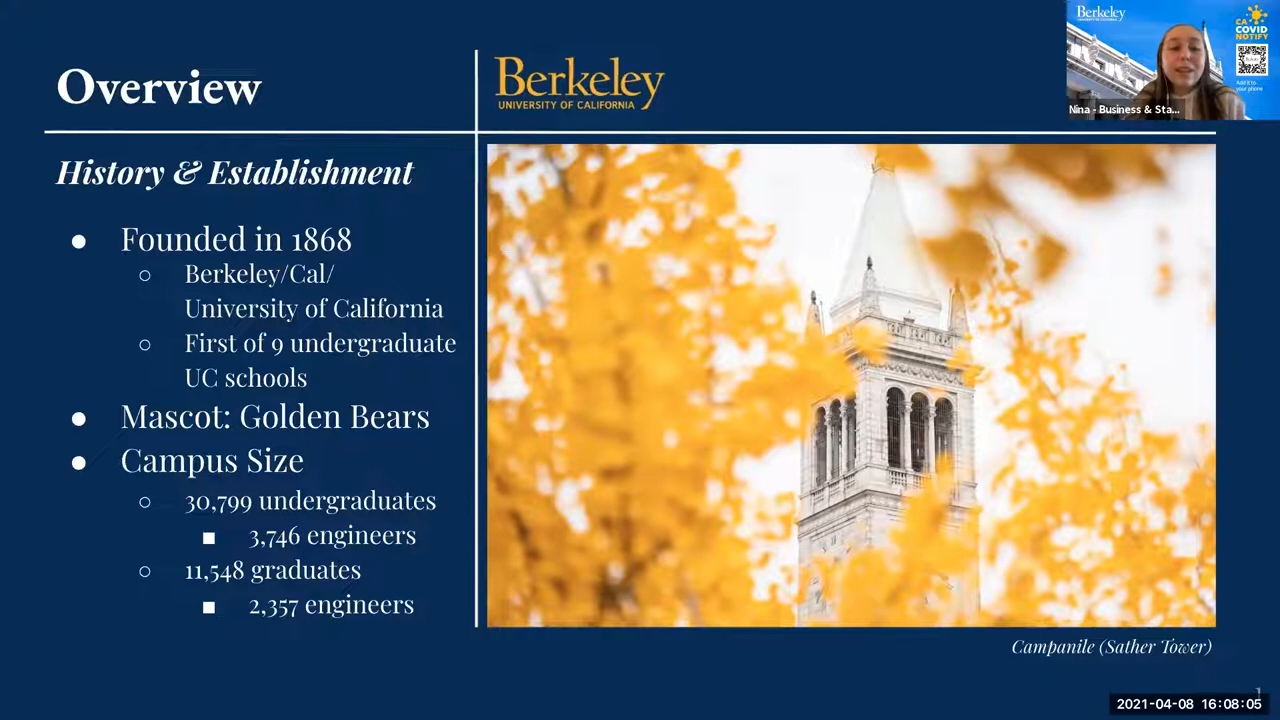 Overview
Berkeley
UNIVERSITY OF CALIFORNIA
History & Establishment
● Founded in 1868
○ Berkeley/Cal/
University of California
○ First of 9 undergraduate
UC schools
● Mascot: Golden Bears
● Campus Size
○ 30,799 undergraduates
■ 3,746 engineers
○ 11,548 graduates
■ 2,357 engineers
Campanile (Sather Tower)
1
Berkeley
CA
COVID
NOTIFY
Add it to
your phone
Nina - Business & Sta...
2021-04-08 16:08:05